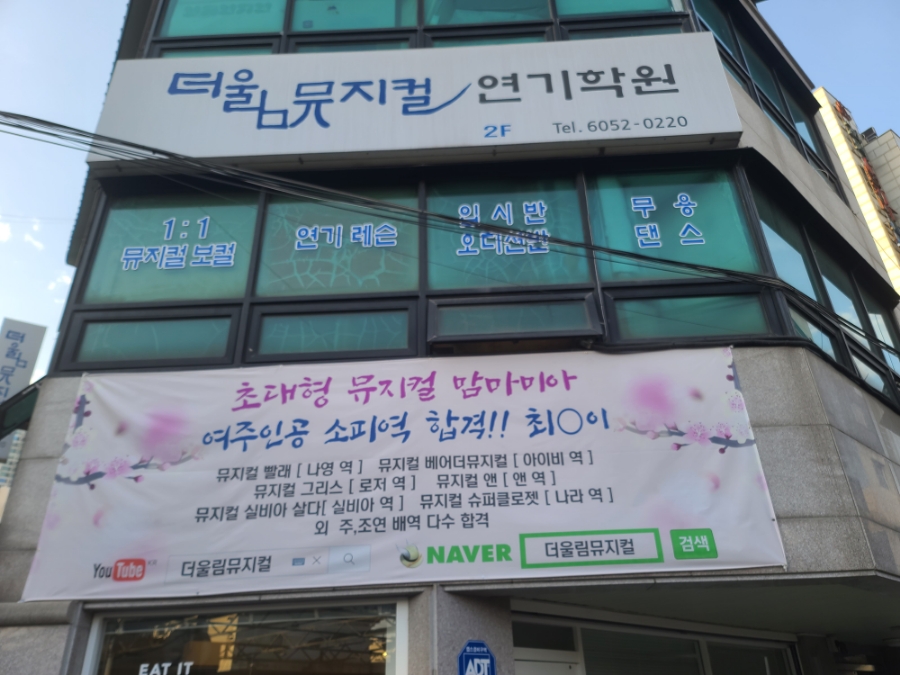 더울림뮤지컬 연기학원
2F Tel. 6052-0220
1:1
뮤지컬 보컬
연기 레슨
입시반
오디션반
무용
댄스
초대형 뮤지컬 맘마미아
여주인공 소피역 합격!! 최○이
뮤지컬 빨래 [ 나영 역 ] 뮤지컬 베어더뮤지컬 [ 아이비 역 ]
뮤지컬 그리스 [ 로저 역 ] 뮤지컬 앤 [ 앤 역 ]
뮤지컬 실비아 살다[ 실비아 역 ] 뮤지컬 슈퍼클로젯 [ 나라 역 ]
외 주,조연 배역 다수 합격
YouTube 더울림뮤지컬 NAVER 더울림뮤지컬 검색
EAT IT
ADT